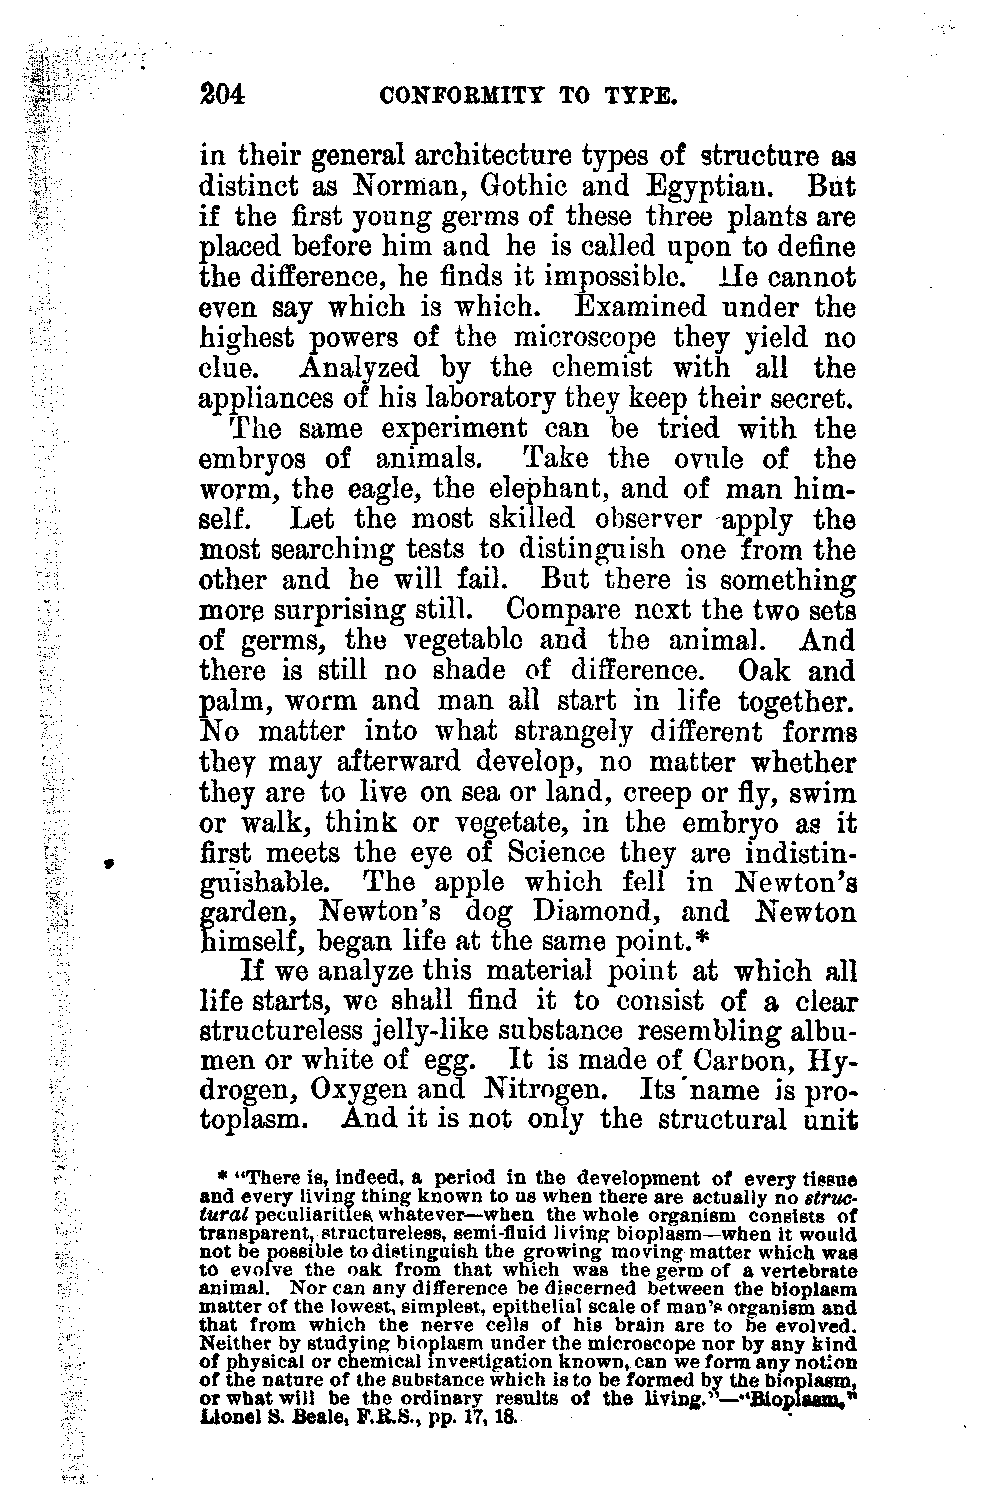 204 CONFORMITY TO TYPE.
in their general architecture types of structure as
distinct as Norman, Gothic and Egyptian. But
if the first young germs of these three plants are
placed before him and he is called upon to define
the difference, he finds it impossible. He cannot
even say which is which. Examined under the
highest powers of the microscope they yield no
clue. Analyzed by the chemist with all the
appliances of his laboratory they keep their secret.
The same experiment can be tried with the
embryos of animals. Take the ovule of the
worm, the eagle, the elephant, and of man him-
self. Let the most skilled observer apply the
most searching tests to distinguish one from the
other and he will fail. But there is something
more surprising still. Compare next the two sets
of germs, the vegetable and the animal. And
there is still no shade of difference. Oak and
palm, worm and man all start in life together.
No matter into what strangely different forms
they may afterward develop, no matter whether
they are to live on sea or land, creep or fly, swim
or walk, think or vegetate, in the embryo as it
first meets the eye of Science they are indistin-
guishable. The apple which fell in Newton's
garden, Newton's dog Diamond, and Newton
himself, began life at the same point.*
If we analyze this material point at which all
life starts, we shall find it to consist of a clear
structureless jelly-like substance resembling albu-
men or white of egg. It is made of Carbon, Hy-
drogen, Oxygen and Nitrogen. Its name is pro-
toplasm. And it is not only the structural unit
* "There is, indeed, a period in the development of every tissue
and every living thing known to us when there are actually no struc-
tural peculiarities whatever—when the whole organism consists of
transparent, structureless, semi-fluid living bioplasm—when it would
not be possible to distinguish the growing moving matter which was
to evolve the oak from that which was the germ of a vertebrate
animal. Nor can any difference be discerned between the bioplasm
matter of the lowest, simplest, epithelial scale of man's organism and
that from which the nerve cells of his brain are to be evolved.
Neither by studying bioplasm under the microscope nor by any kind
of physical or chemical investigation known, can we form any notion
of the nature of the substance which is to be formed by the bioplasm,
or what will be the ordinary results of the living."—"Bioplasm,"
Lionel S. Beale, F.R.S., pp. 17, 18.